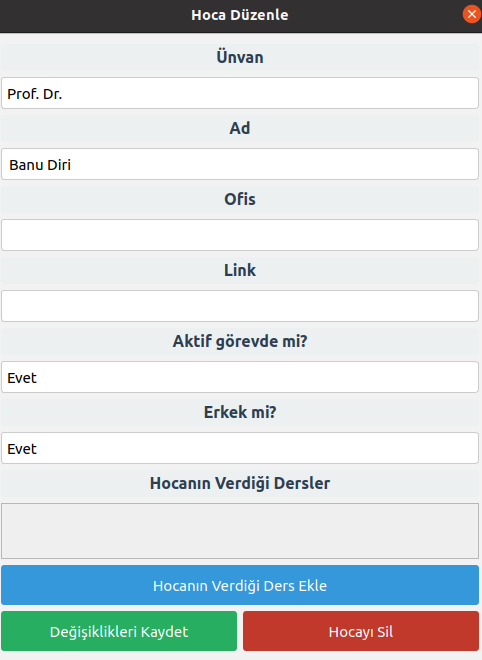 Hoca Düzenle
Ünvan
Prof. Dr.
Ad
Banu Diri
Ofis
Link
Aktif görevde mi?
Evet
Erkek mi?
Evet
Hocanın Verdiği Dersler
Hocanın Verdiği Ders Ekle
Değişiklikleri Kaydet
Hocayı Sil